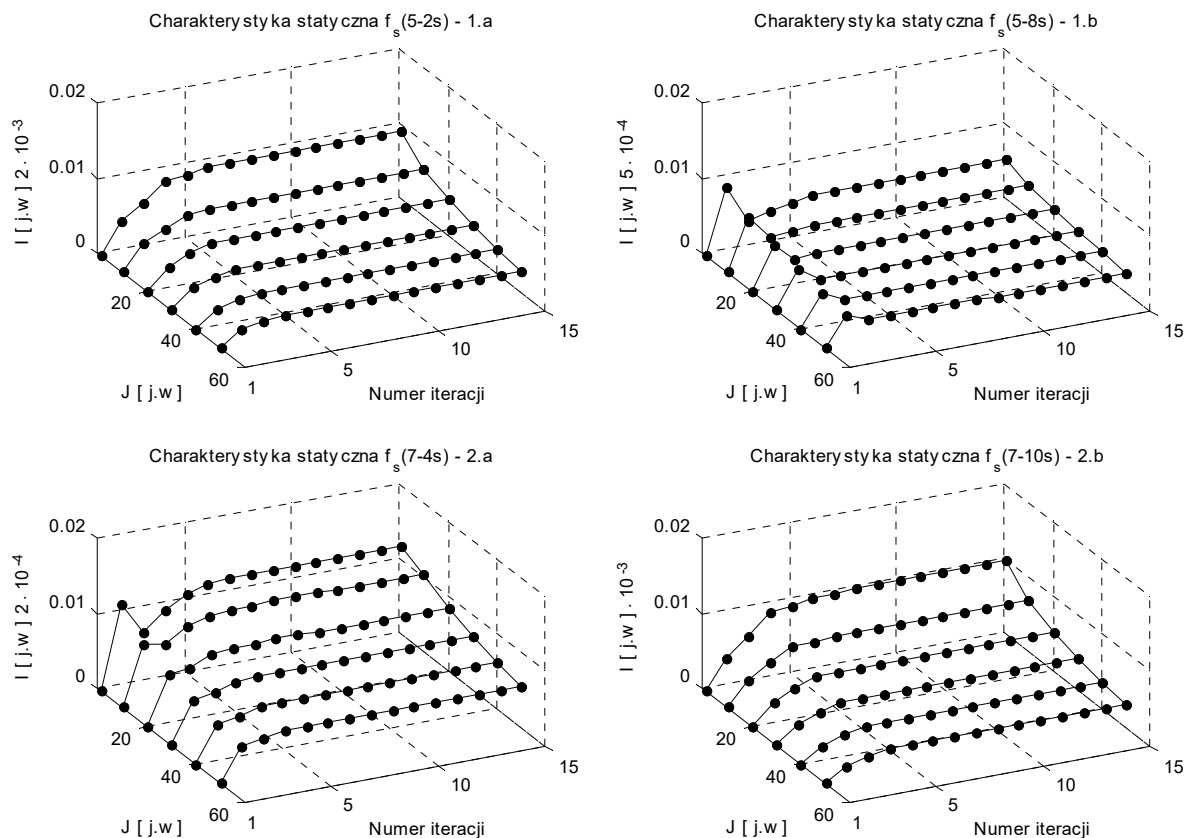 Charakterystyka statyczna f_s(5-2s) - 1.a
I [ j.w ] 2 · 10^-3
0.02
0.01
0
20
40
60
1
5
10
15
J [ j.w ]
Numer iteracji
Charakterystyka statyczna f_s(5-8s) - 1.b
I [ j.w ] 5 · 10^-4
0.02
0.01
0
20
40
60
1
5
10
15
J [ j.w ]
Numer iteracji
Charakterystyka statyczna f_s(7-4s) - 2.a
I [ j.w ] 2 · 10^-4
0.02
0.01
0
20
40
60
1
5
10
15
J [ j.w ]
Numer iteracji
Charakterystyka statyczna f_s(7-10s) - 2.b
I [ j.w ] · 10^-3
0.02
0.01
0
20
40
60
1
5
10
15
J [ j.w ]
Numer iteracji